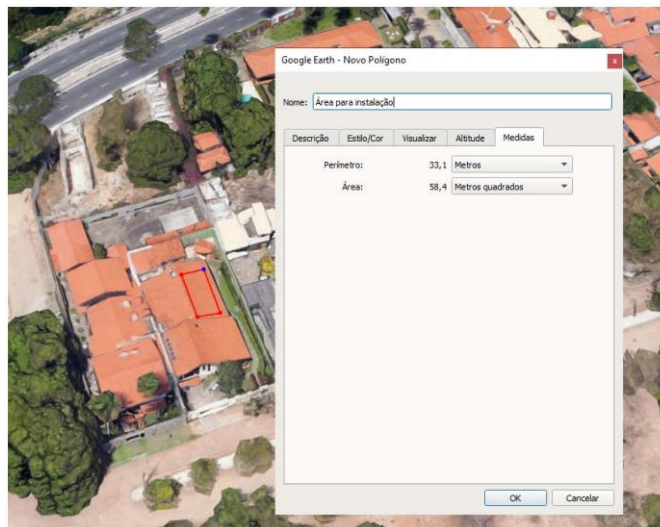 Google Earth - Novo Polígono
x
Nome: Área para instalação
Descrição Estilo/Cor Visualizar Altitude Medidas
Perímetro: 33,1 Metros
Área: 58,4 Metros quadrados
OK Cancelar